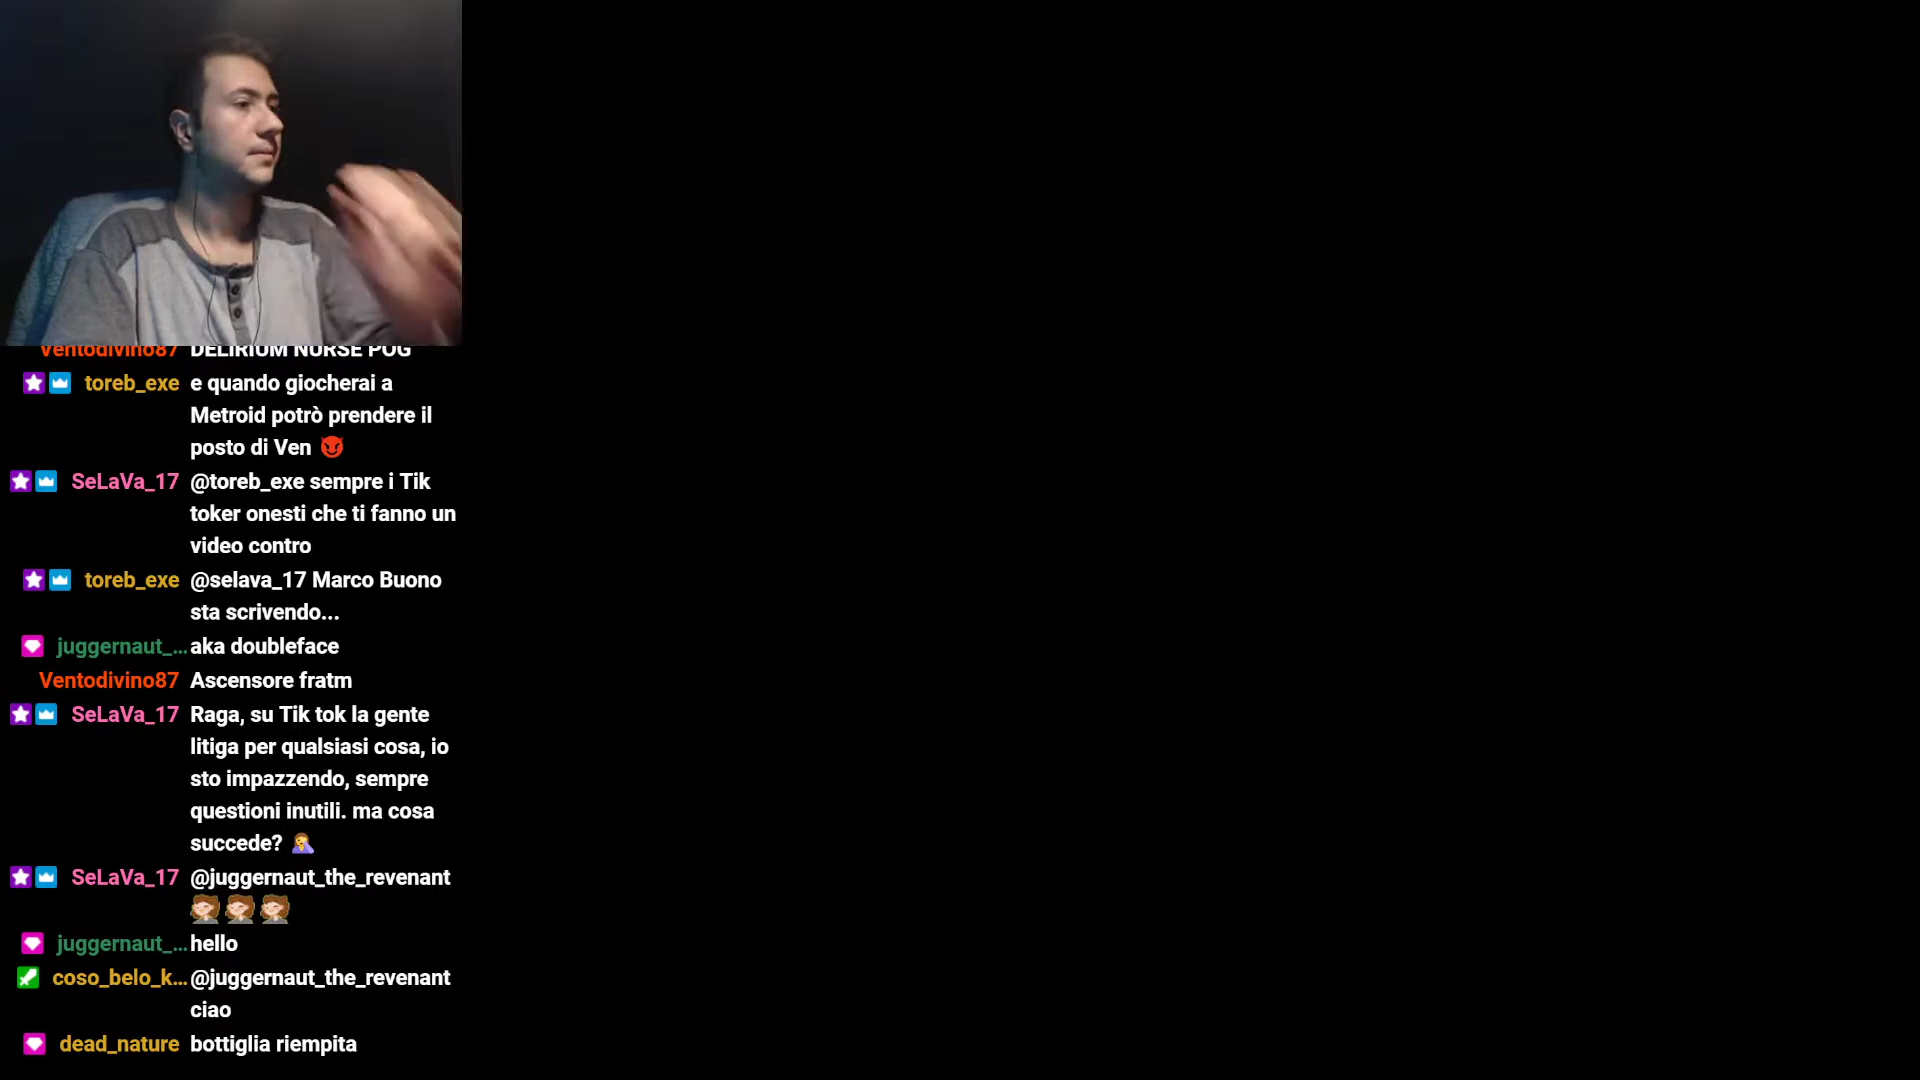 Ventodivino87 DELIRIUM NURSE POG
toreb_exe e quando giocherai a
Metroid potrò prendere il
posto di Ven
SeLaVa_17 @toreb_exe sempre i Tik
toker onesti che ti fanno un
video contro
toreb_exe @selava_17 Marco Buono
sta scrivendo...
juggernaut_... aka doubleface
Ventodivino87 Ascensore fratm
SeLaVa_17 Raga, su Tik tok la gente
litiga per qualsiasi cosa, io
sto impazzendo, sempre
questioni inutili. ma cosa
succede?
SeLaVa_17 @juggernaut_the_revenant
juggernaut_... hello
coso_belo_k... @juggernaut_the_revenant
ciao
dead_nature bottiglia riempita